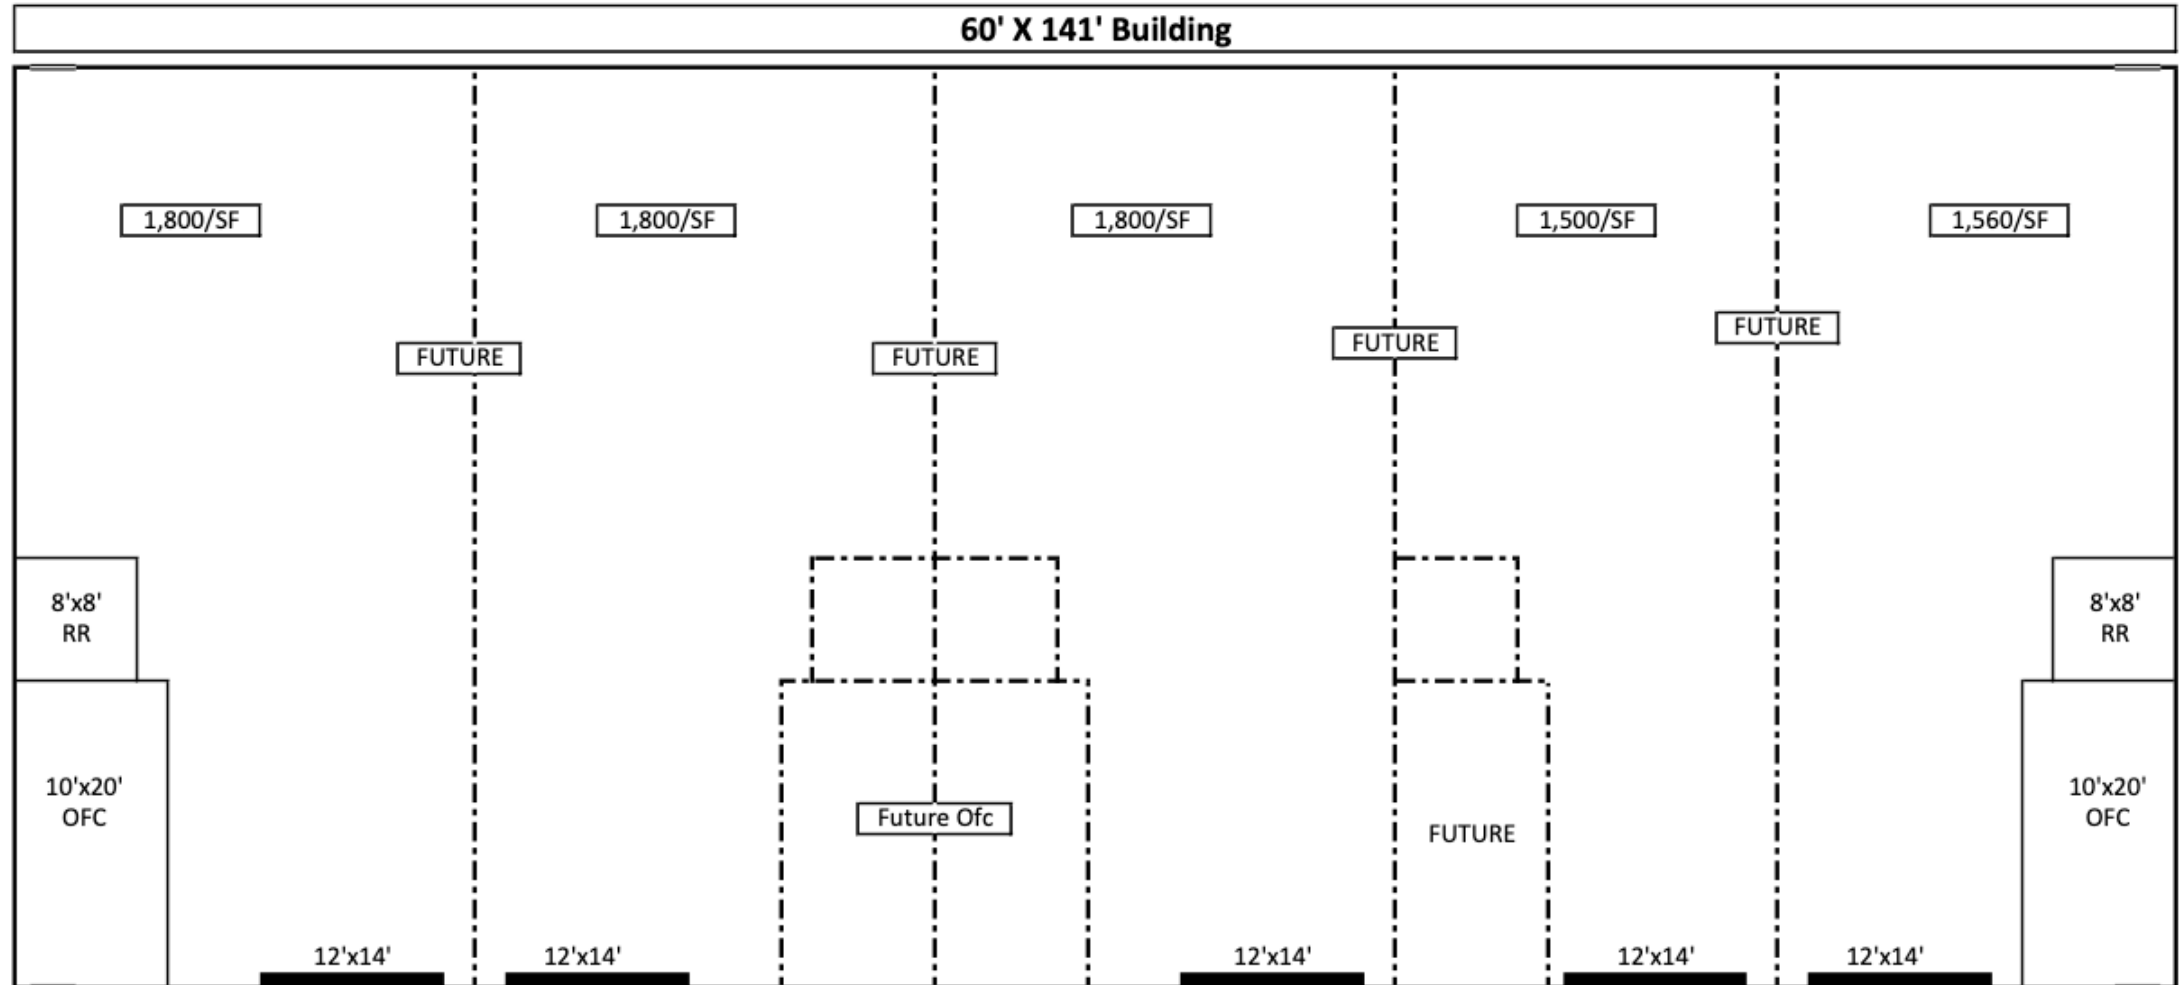 60' X 141' Building
1,800/SF
1,800/SF
1,800/SF
1,500/SF
1,560/SF
FUTURE
FUTURE
FUTURE
FUTURE
8'x8'
RR
8'x8'
RR
10'x20'
OFC
Future Ofc
FUTURE
10'x20'
OFC
12'x14'
12'x14'
12'x14'
12'x14'
12'x14'